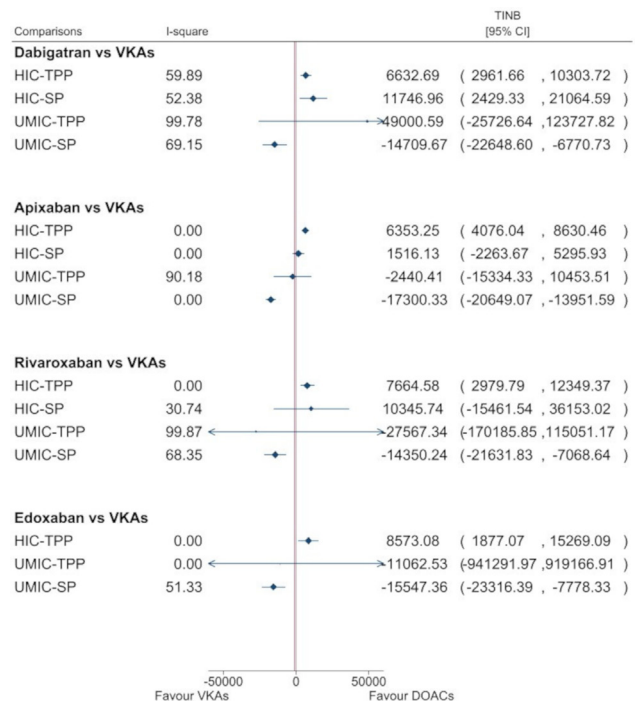 TINB
Comparisons I-square [95% CI]
Dabigatran vs VKAs
HIC-TPP 59.89 6632.69 ( 2961.66 , 10303.72 )
HIC-SP 52.38 11746.96 ( 2429.33 , 21064.59 )
UMIC-TPP 99.78 49000.59 (-25726.64 ,123727.82 )
UMIC-SP 69.15 -14709.67 (-22648.60 , -6770.73 )
Apixaban vs VKAs
HIC-TPP 0.00 6353.25 ( 4076.04 , 8630.46 )
HIC-SP 0.00 1516.13 ( -2263.67 , 5295.93 )
UMIC-TPP 90.18 -2440.41 (-15334.33 , 10453.51 )
UMIC-SP 0.00 -17300.33 (-20649.07 , -13951.59 )
Rivaroxaban vs VKAs
HIC-TPP 0.00 7664.58 ( 2979.79 , 12349.37 )
HIC-SP 30.74 10345.74 (-15461.54 , 36153.02 )
UMIC-TPP 99.87 -27567.34 (-170185.85 ,115051.17 )
UMIC-SP 68.35 -14350.24 (-21631.83 , -7068.64 )
Edoxaban vs VKAs
HIC-TPP 0.00 8573.08 ( 1877.07 , 15269.09 )
UMIC-TPP 0.00 -11062.53 (-941291.97 ,919166.91 )
UMIC-SP 51.33 -15547.36 (-23316.39 , -7778.33 )
-50000 0 50000
Favour VKAs Favour DOACs